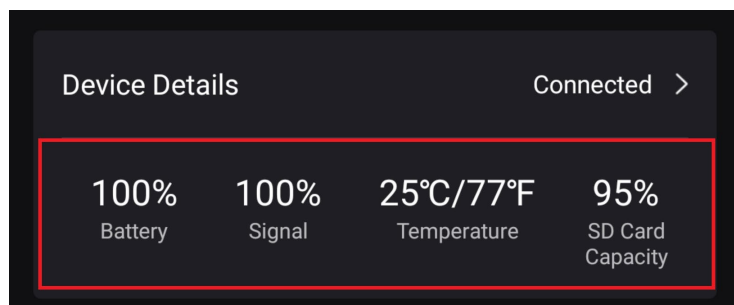 Device Details
Connected
100%
Battery
100%
Signal
25℃/77℉
Temperature
95%
SD Card
Capacity